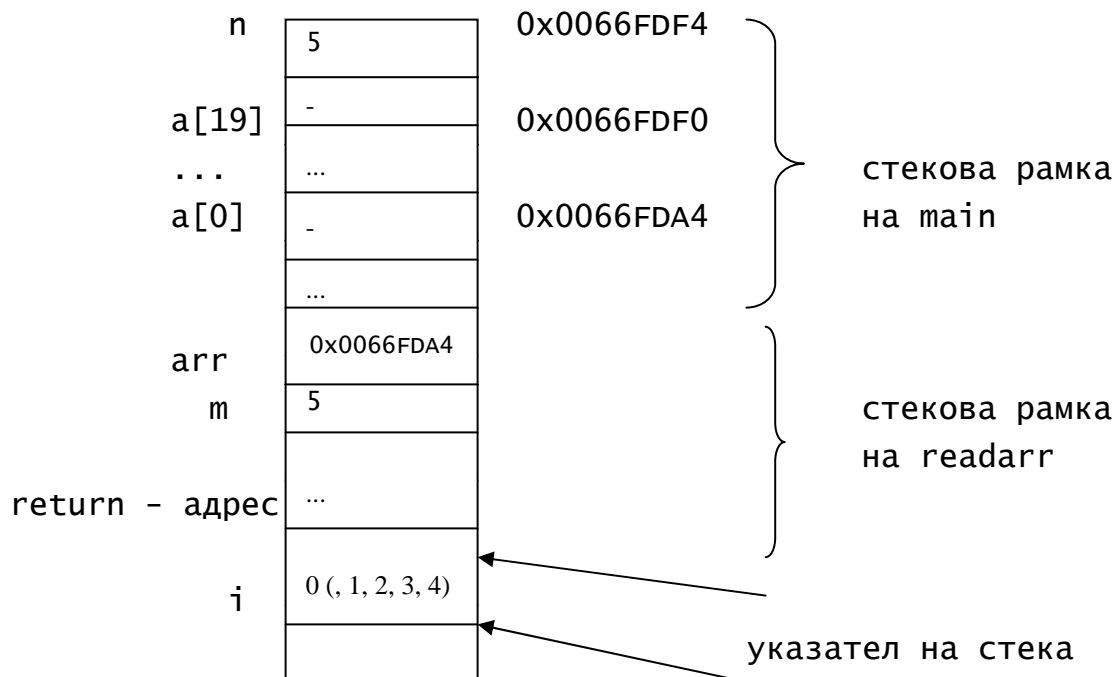 n 5 0x0066FDF4
a[19] - 0x0066FDF0
... ...
a[0] - 0x0066FDA4
...
стекова рамка
на main
arr 0x0066FDA4
m 5
return - адрес ...
стекова рамка
на readarr
i 0 (, 1, 2, 3, 4)
указател на стека